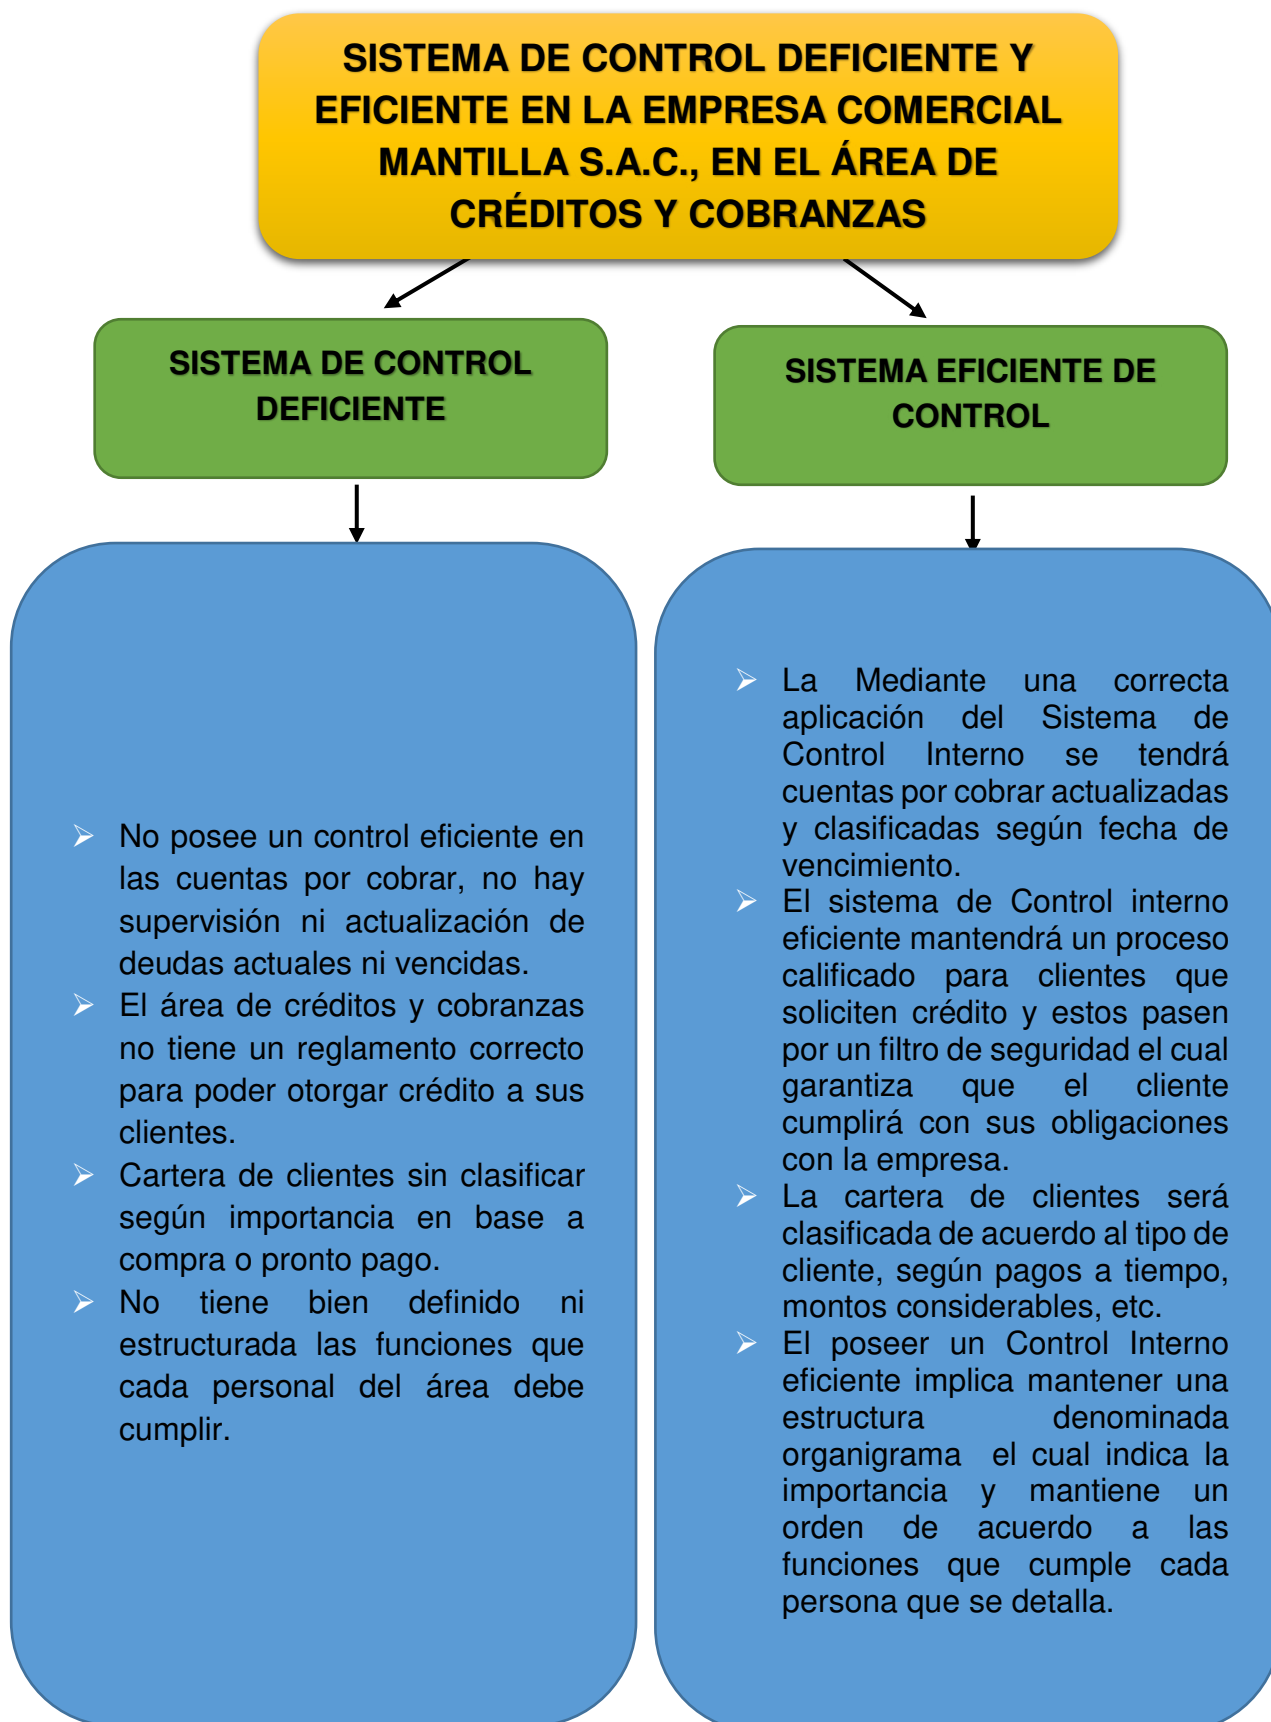 SISTEMA DE CONTROL DEFICIENTE Y
EFICIENTE EN LA EMPRESA COMERCIAL
MANTILLA S.A.C., EN EL ÁREA DE
CRÉDITOS Y COBRANZAS
SISTEMA DE CONTROL
DEFICIENTE
SISTEMA EFICIENTE DE
CONTROL
No posee un control eficiente en
las cuentas por cobrar, no hay
supervisión ni actualización de
deudas actuales ni vencidas.
El área de créditos y cobranzas
no tiene un reglamento correcto
para poder otorgar crédito a sus
clientes.
Cartera de clientes sin clasificar
según importancia en base a
compra o pronto pago.
No tiene bien definido ni
estructurada las funciones que
cada personal del área debe
cumplir.
La Mediante una correcta
aplicación del Sistema de
Control Interno se tendrá
cuentas por cobrar actualizadas
y clasificadas según fecha de
vencimiento.
El sistema de Control interno
eficiente mantendrá un proceso
calificado para clientes que
soliciten crédito y estos pasen
por un filtro de seguridad el cual
garantiza que el cliente
cumplirá con sus obligaciones
con la empresa.
La cartera de clientes será
clasificada de acuerdo al tipo de
cliente, según pagos a tiempo,
montos considerables, etc.
El poseer un Control Interno
eficiente implica mantener una
estructura denominada
organigrama el cual indica la
importancia y mantiene un
orden de acuerdo a las
funciones que cumple cada
persona que se detalla.